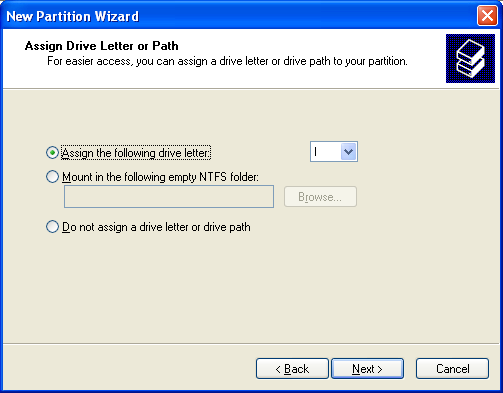 New Partition Wizard
Assign Drive Letter or Path
For easier access, you can assign a drive letter or drive path to your partition.
Assign the following drive letter: I
Mount in the following empty NTFS folder:
Browse...
Do not assign a drive letter or drive path
< Back Next > Cancel